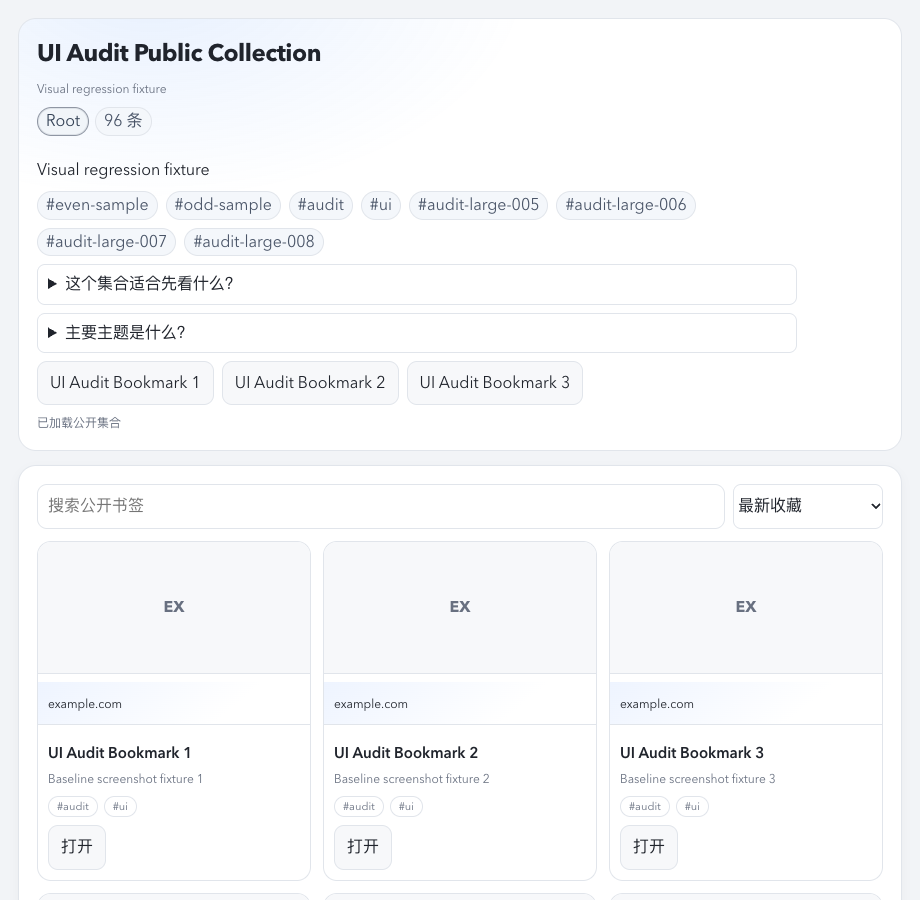 UI Audit Public Collection
Visual regression fixture
Root 96 条
Visual regression fixture
#even-sample #odd-sample #audit #ui #audit-large-005 #audit-large-006
#audit-large-007 #audit-large-008
这个集合适合先看什么?
主要主题是什么?
UI Audit Bookmark 1 UI Audit Bookmark 2 UI Audit Bookmark 3
已加载公开集合
搜索公开书签 最新收藏
EX EX EX
example.com example.com example.com
UI Audit Bookmark 1 UI Audit Bookmark 2 UI Audit Bookmark 3
Baseline screenshot fixture 1 Baseline screenshot fixture 2 Baseline screenshot fixture 3
#audit #ui #audit #ui #audit #ui
打开 打开 打开